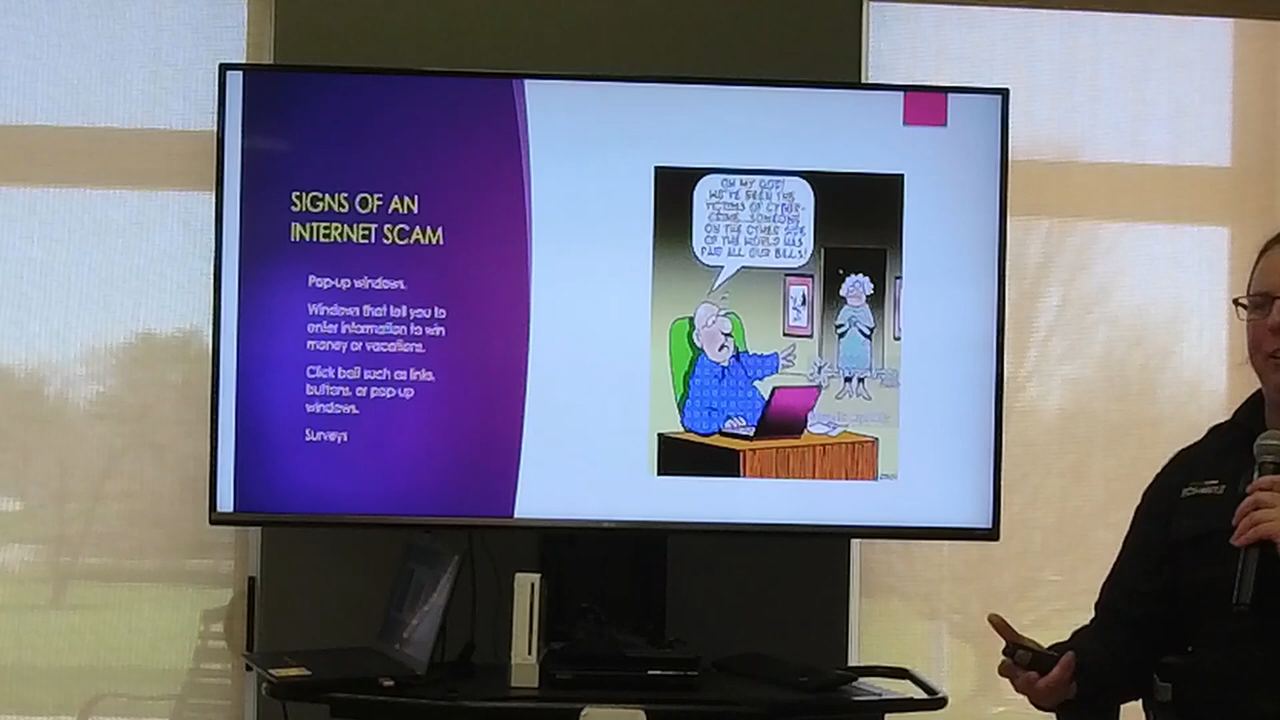 SIGNS OF AN
INTERNET SCAM
Pop-up windows.
Windows that tell you to
enter information to win
money or vacations.
Click bait such as links,
buttons, or pop-up
windows.
Surveys
OH MY GOD!
WE'VE BEEN THE
VICTIMS OF CYBER-
CRIME...SOMEONE
ON THE OTHER SIDE
OF THE WORLD HAS
PAID ALL OUR BILLS!